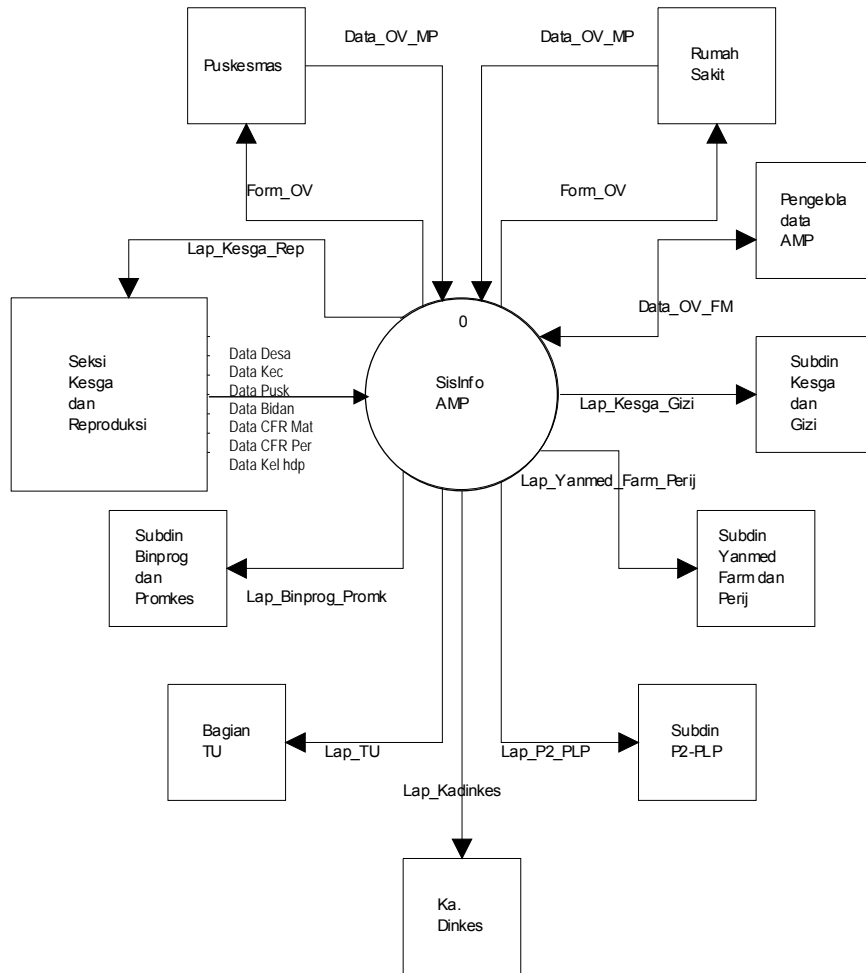 Data_OV_MP
Data_OV_MP
Puskesmas
Rumah
Sakit
Form_OV
Form_OV
Pengelola
data
AMP
Lap_Kesga_Rep
Data_OV_FM
0
SisInfo
AMP
Seksi
Kesga
dan
Reproduksi
Data Desa
Data Kec
Data Pusk
Data Bidan
Data CFR Mat
Data CFR Per
Data Kel hdp
Subdin
Kesga
dan
Gizi
Lap_Kesga_Gizi
Lap_Yanmed_Farm_Perij
Subdin
Binprog
dan
Promkes
Subdin
Yanmed
Farm dan
Perij
Lap_Binprog_Promk
Bagian
TU
Lap_TU
Lap_P2_PLP
Subdin
P2-PLP
Lap_Kadinkes
Ka.
Dinkes